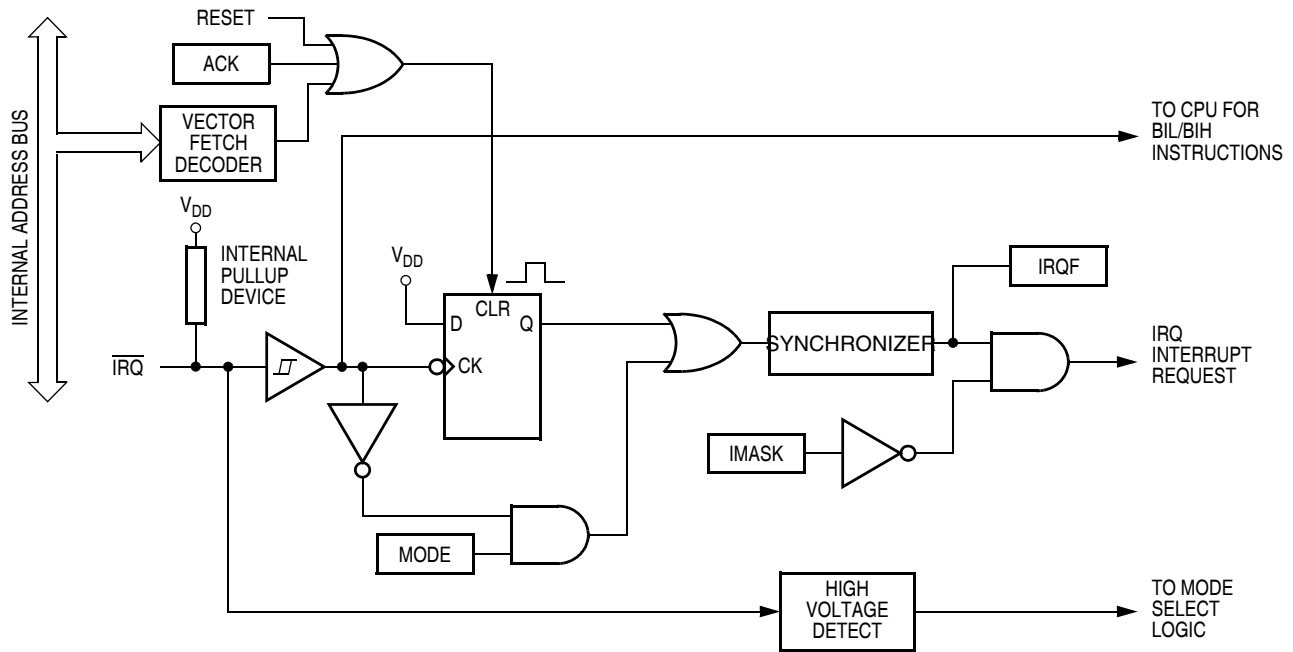 RESET
ACK
VECTOR
FETCH
DECODER
INTERNAL ADDRESS BUS
TO CPU FOR
BIL/BIH
INSTRUCTIONS
VDD
INTERNAL
PULLUP
DEVICE
VDD
CLR
D
Q
CK
IRQ
SYNCHRONIZER
IRQF
IRQ
INTERRUPT
REQUEST
IMASK
MODE
HIGH
VOLTAGE
DETECT
TO MODE
SELECT
LOGIC